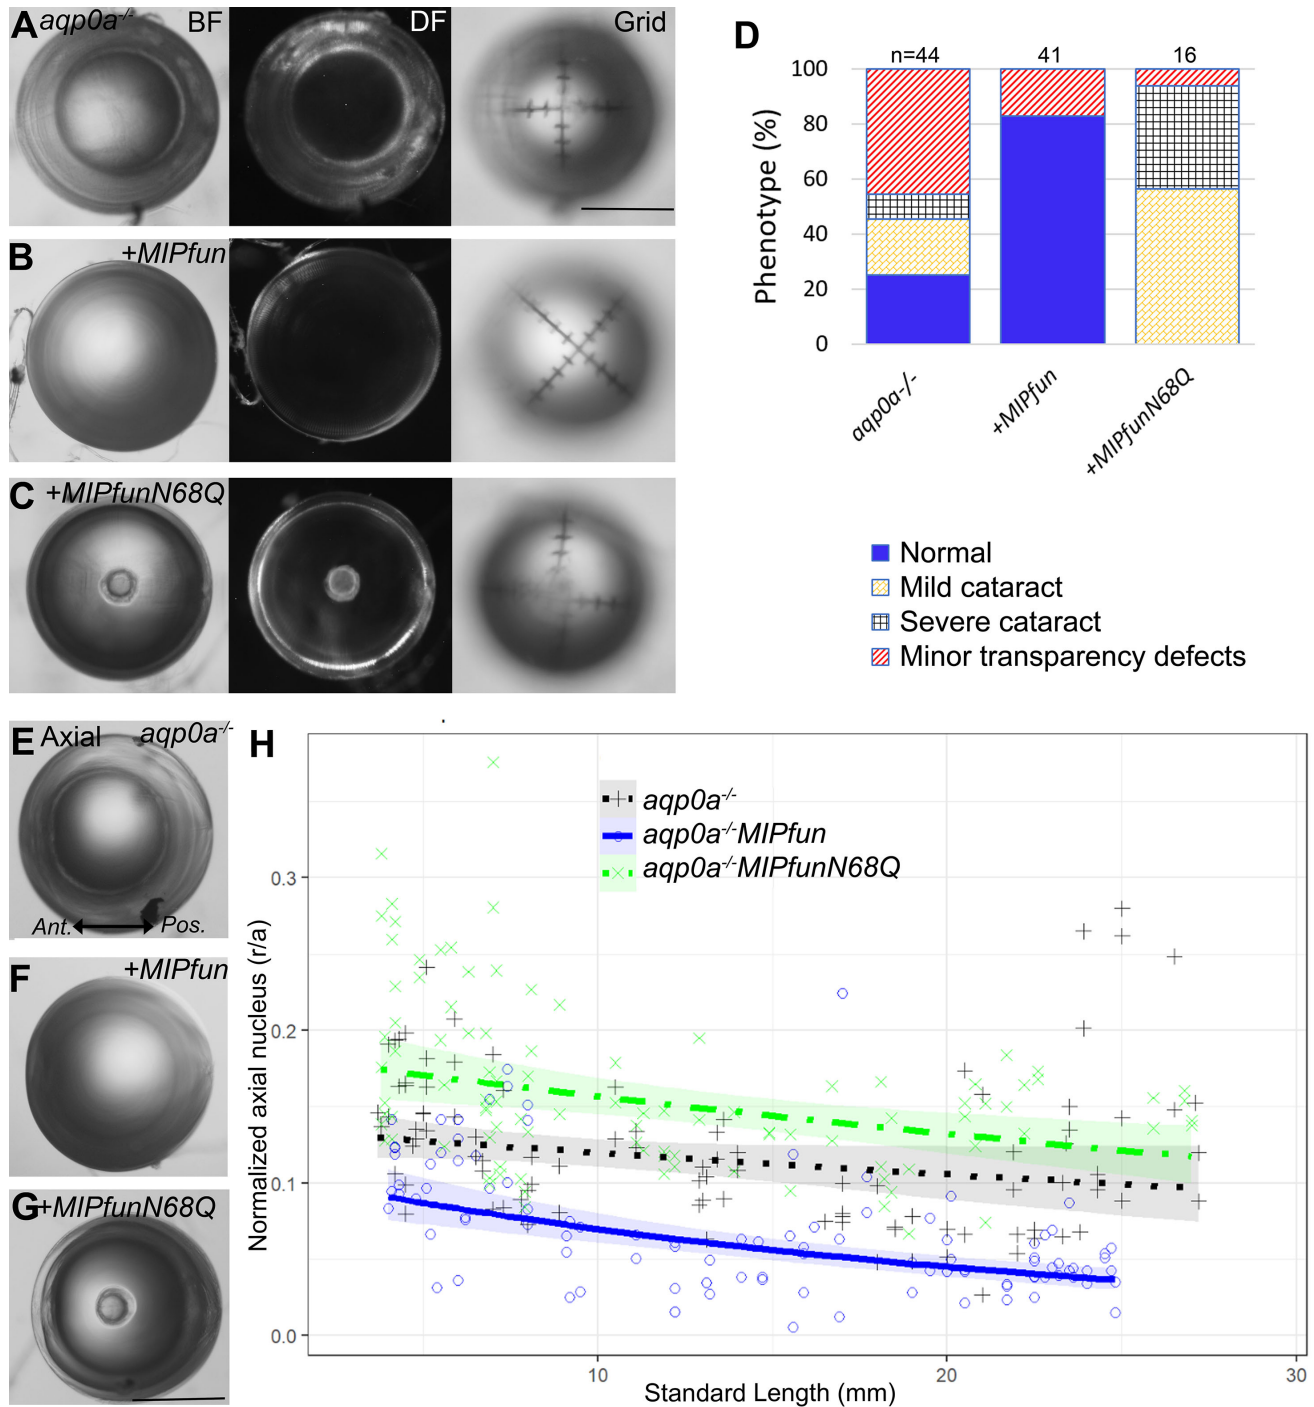 A aqp0a-/- BF DF Grid
B +MIPfun
C +MIPfunN68Q
D
n=44 41 16
Phenotype (%)
100
80
60
40
20
0
aqp0a-/- +MIPfun +MIPfunN68Q
Normal
Mild cataract
Severe cataract
Minor transparency defects
E Axial aqp0a-/-
Ant. Pos.
F +MIPfun
G +MIPfunN68Q
H
Normalized axial nucleus (r/a)
0.3
0.2
0.1
0.0
aqp0a-/-
aqp0a-/-MIPfun
aqp0a-/-MIPfunN68Q
10 20 30
Standard Length (mm)